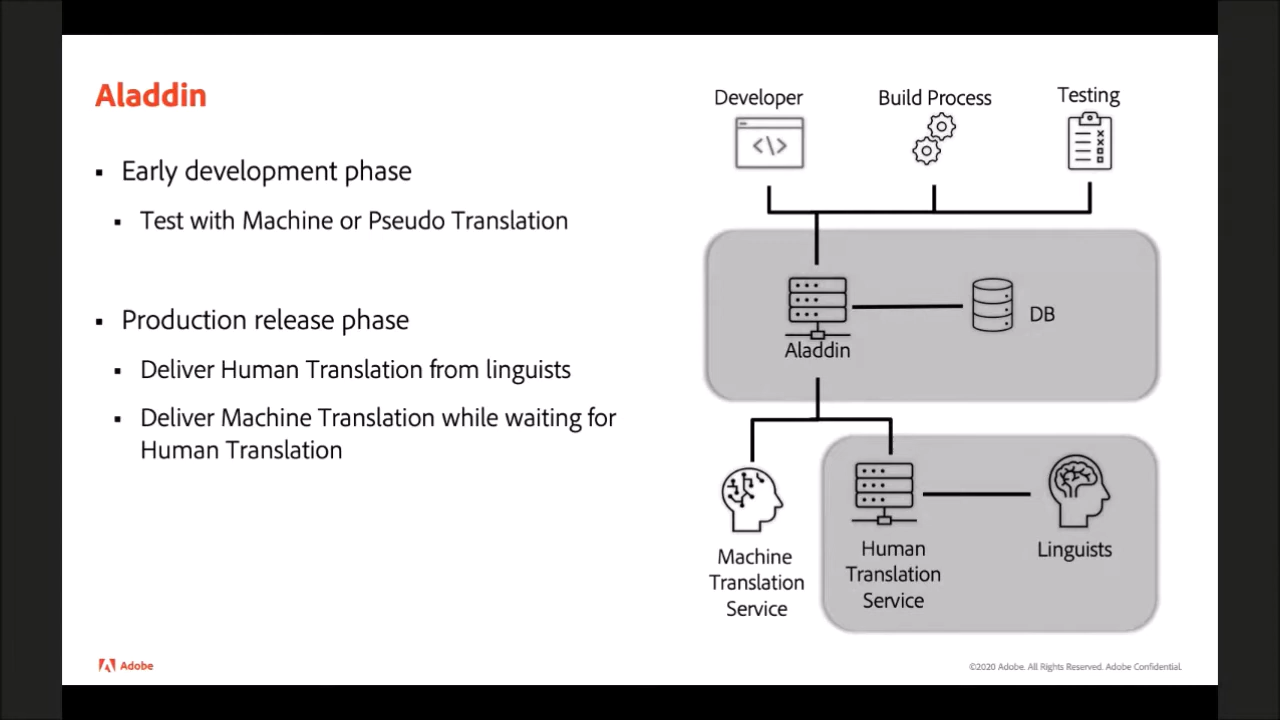 Aladdin
▪ Early development phase
▪ Test with Machine or Pseudo Translation
▪ Production release phase
▪ Deliver Human Translation from linguists
▪ Deliver Machine Translation while waiting for
Human Translation
Developer
Build Process
Testing
Aladdin
DB
Machine
Translation
Service
Human
Translation
Service
Linguists
Adobe
©2020 Adobe. All Rights Reserved. Adobe Confidential.